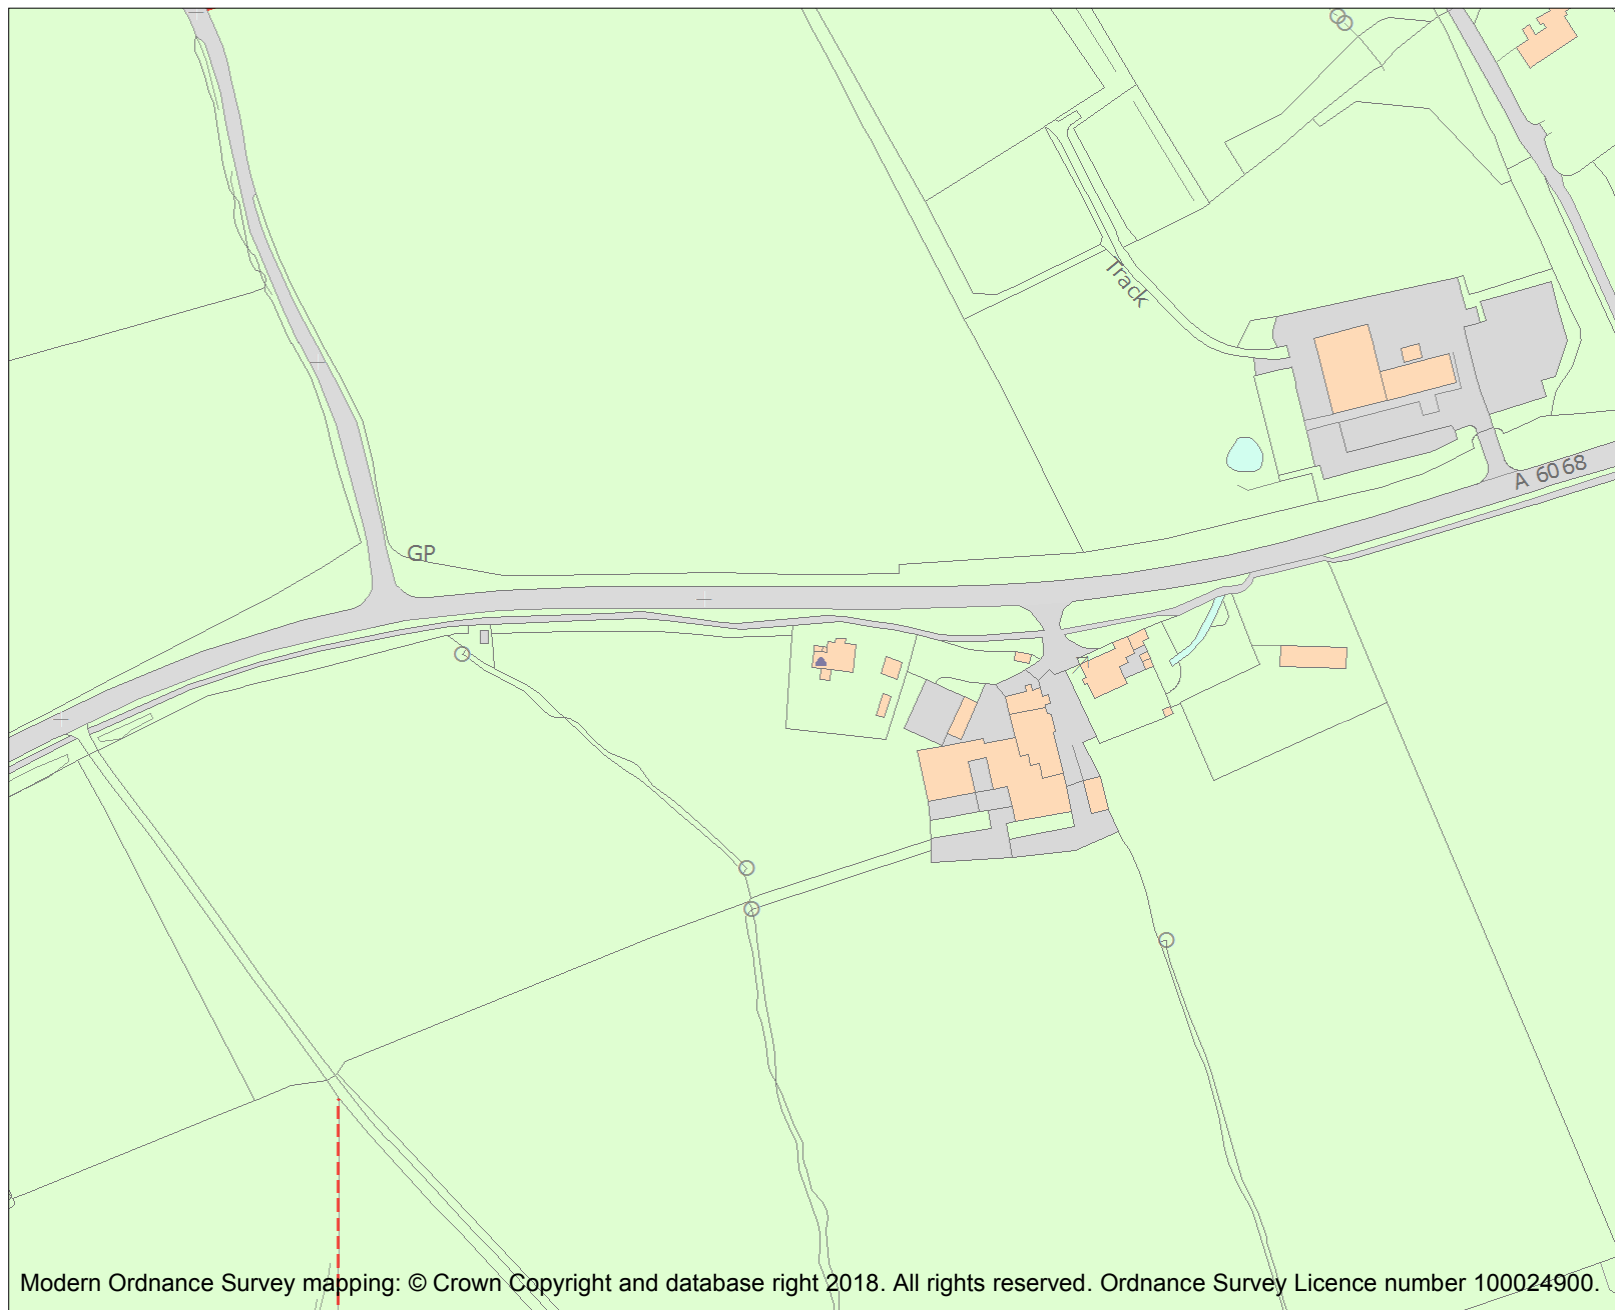 Track
A 6068
GP
Modern Ordnance Survey mapping: © Crown Copyright and database right 2018. All rights reserved. Ordnance Survey Licence number 100024900.